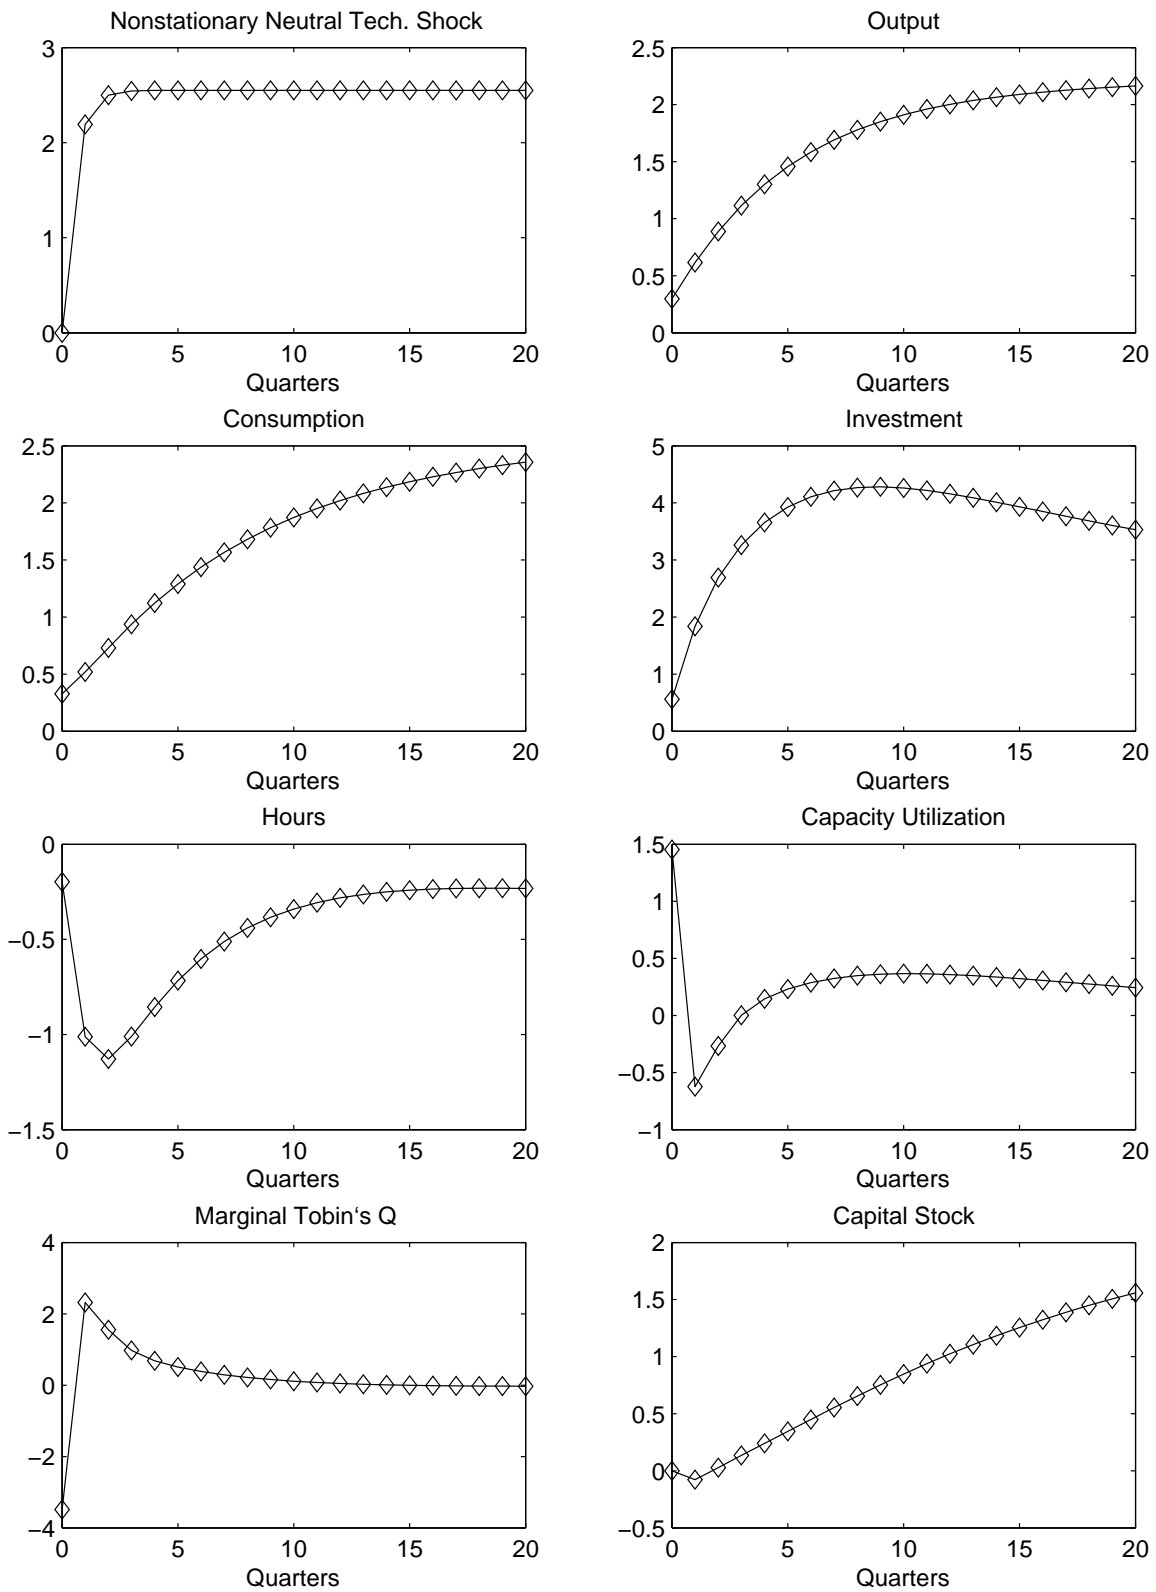 Nonstationary Neutral Tech. Shock
3
2
1
0
0 5 10 15 20
Quarters
Output
2.5
2
1.5
1
0.5
0
0 5 10 15 20
Quarters
Consumption
2.5
2
1.5
1
0.5
0
0 5 10 15 20
Quarters
Investment
5
4
3
2
1
0
0 5 10 15 20
Quarters
Hours
0
−0.5
−1
−1.5
0 5 10 15 20
Quarters
Capacity Utilization
1.5
1
0.5
0
−0.5
−1
0 5 10 15 20
Quarters
Marginal Tobin‘s Q
4
2
0
−2
−4
0 5 10 15 20
Quarters
Capital Stock
2
1.5
1
0.5
0
−0.5
0 5 10 15 20
Quarters